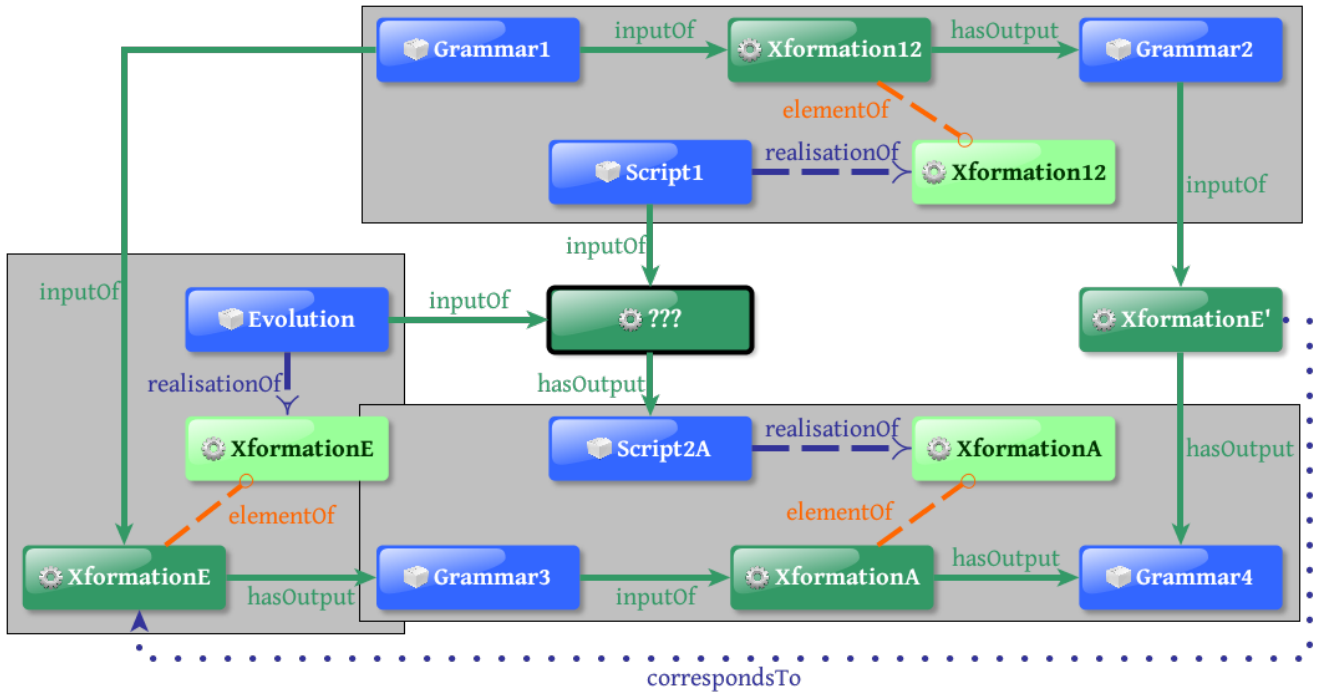 Grammar1
inputOf
Xformation12
hasOutput
Grammar2
elementOf
Script1
realisationOf
Xformation12
inputOf
inputOf
inputOf
Evolution
inputOf
???
XformationE'
realisationOf
hasOutput
XformationE
Script2A
realisationOf
XformationA
hasOutput
elementOf
elementOf
XformationE
hasOutput
Grammar3
inputOf
XformationA
hasOutput
Grammar4
correspondsTo